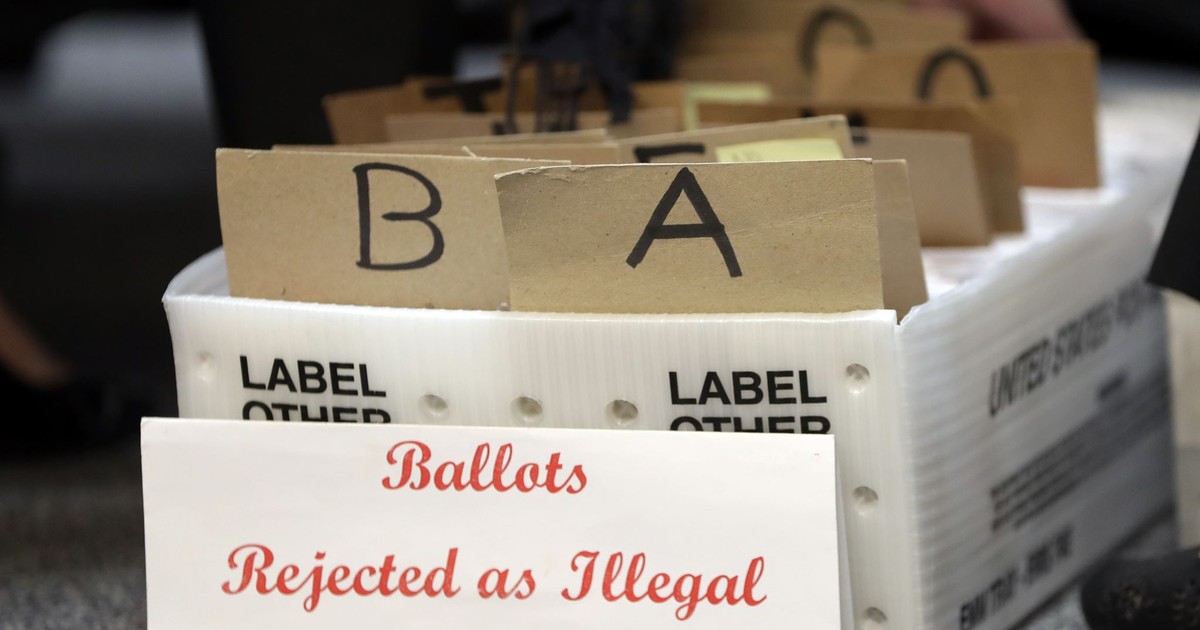 B
A
LABEL
OTHER
LABEL
OTHER
UNITED STATES
Ballots
Rejected as Illegal